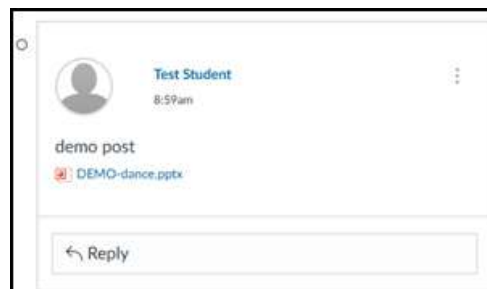 Test Student
8:59am
demo post
DEMO-dance.pptx
Reply